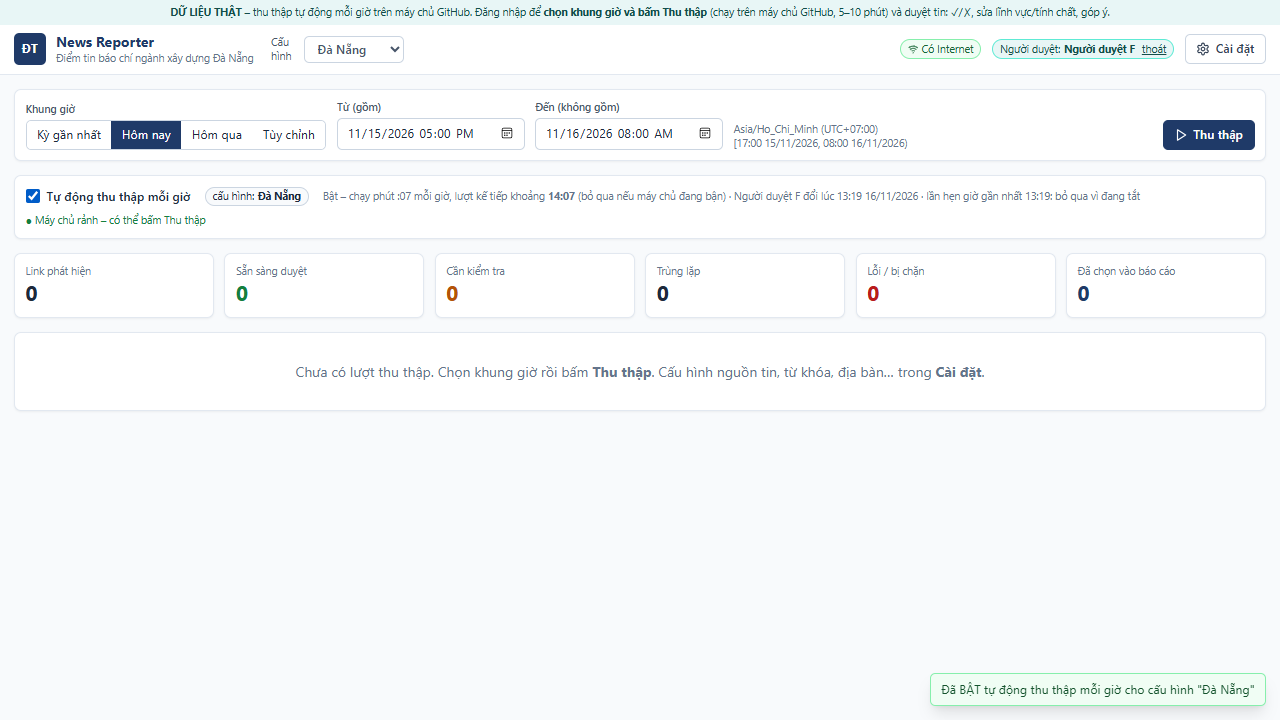 DỮ LIỆU THẬT – thu thập tự động mỗi giờ trên máy chủ GitHub. Đăng nhập để chọn khung giờ và bấm Thu thập (chạy trên máy chủ GitHub, 5–10 phút) và duyệt tin: ✓/✗, sửa lĩnh vực/tính chất, góp ý.
ĐT
News Reporter
Điểm tin báo chí ngành xây dựng Đà Nẵng
Cấu hình
Đà Nẵng
Có Internet
Người duyệt: Người duyệt F thoát
Cài đặt
Khung giờ
Kỳ gần nhất
Hôm nay
Hôm qua
Tùy chỉnh
Từ (gồm)
11/15/2026 05:00 PM
Đến (không gồm)
11/16/2026 08:00 AM
Asia/Ho_Chi_Minh (UTC+07:00)
[17:00 15/11/2026, 08:00 16/11/2026)
Thu thập
Tự động thu thập mỗi giờ
cấu hình: Đà Nẵng
Bật – chạy phút :07 mỗi giờ, lượt kế tiếp khoảng 14:07 (bỏ qua nếu máy chủ đang bận) · Người duyệt F đổi lúc 13:19 16/11/2026 · lần hẹn giờ gần nhất 13:19: bỏ qua vì đang tắt
● Máy chủ rảnh – có thể bấm Thu thập
Link phát hiện
0
Sẵn sàng duyệt
0
Cần kiểm tra
0
Trùng lặp
0
Lỗi / bị chặn
0
Đã chọn vào báo cáo
0
Chưa có lượt thu thập. Chọn khung giờ rồi bấm Thu thập. Cấu hình nguồn tin, từ khóa, địa bàn… trong Cài đặt.
Đã BẬT tự động thu thập mỗi giờ cho cấu hình "Đà Nẵng"